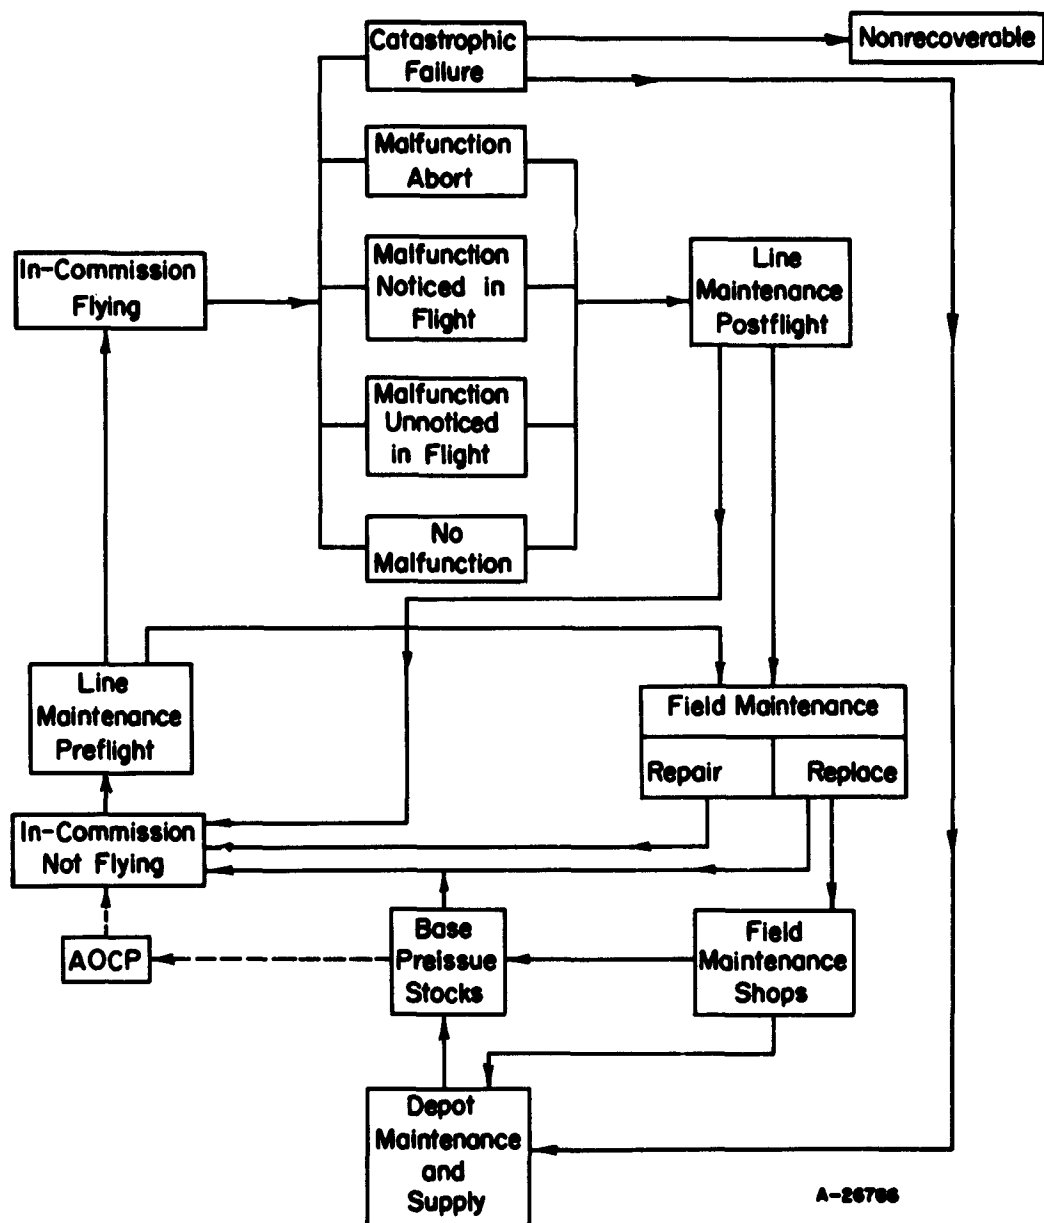 Catastrophic
Failure
Nonrecoverable
Malfunction
Abort
In-Commission
Flying
Malfunction
Noticed in
Flight
Line
Maintenance
Postflight
Malfunction
Unnoticed
in Flight
No
Malfunction
Line
Maintenance
Preflight
Field Maintenance
Repair
Replace
In-Commission
Not Flying
AOCP
Base
Preissue
Stocks
Field
Maintenance
Shops
Depot
Maintenance
and
Supply
A-26766